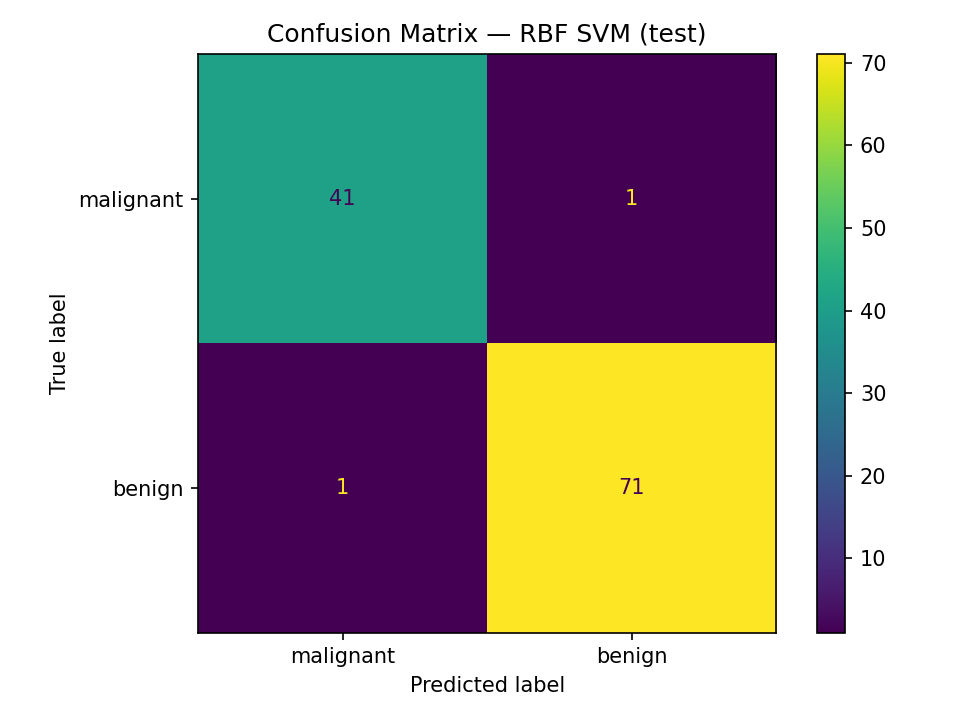 Confusion Matrix — RBF SVM (test)
malignant
41
1
benign
1
71
True label
malignant
benign
Predicted label
70
60
50
40
30
20
10